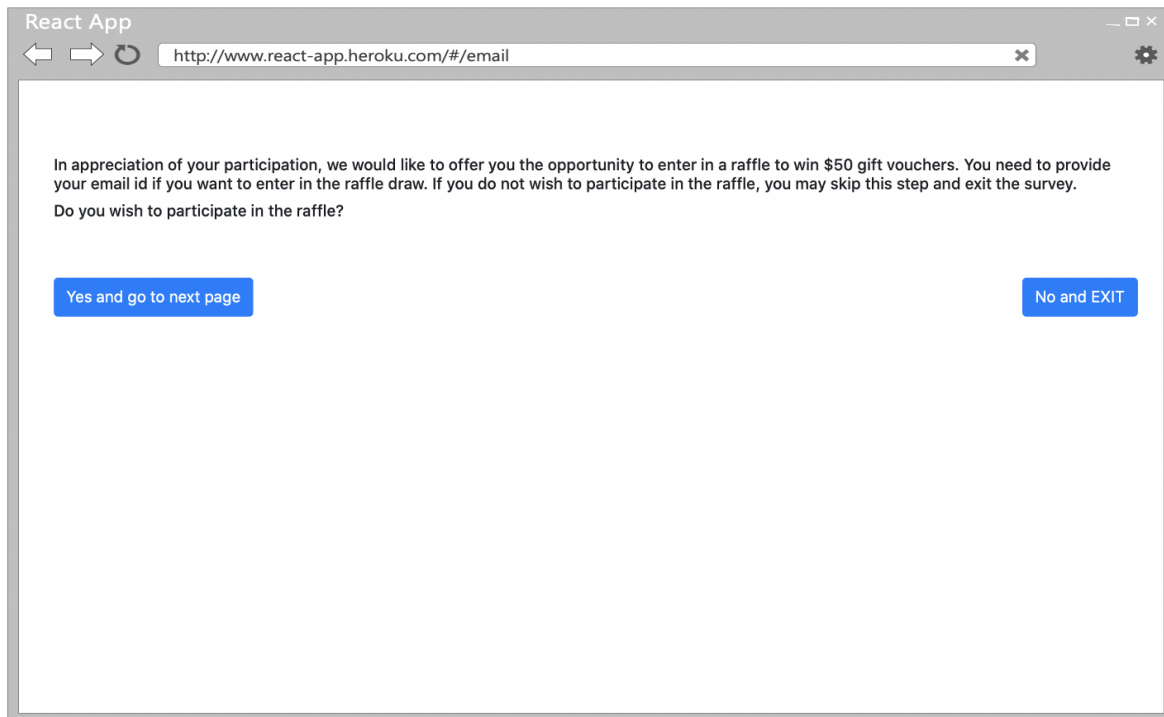 React App
http://www.react-app.heroku.com/#/email
In appreciation of your participation, we would like to offer you the opportunity to enter in a raffle to win $50 gift vouchers. You need to provide
your email id if you want to enter in the raffle draw. If you do not wish to participate in the raffle, you may skip this step and exit the survey.
Do you wish to participate in the raffle?
Yes and go to next page
No and EXIT